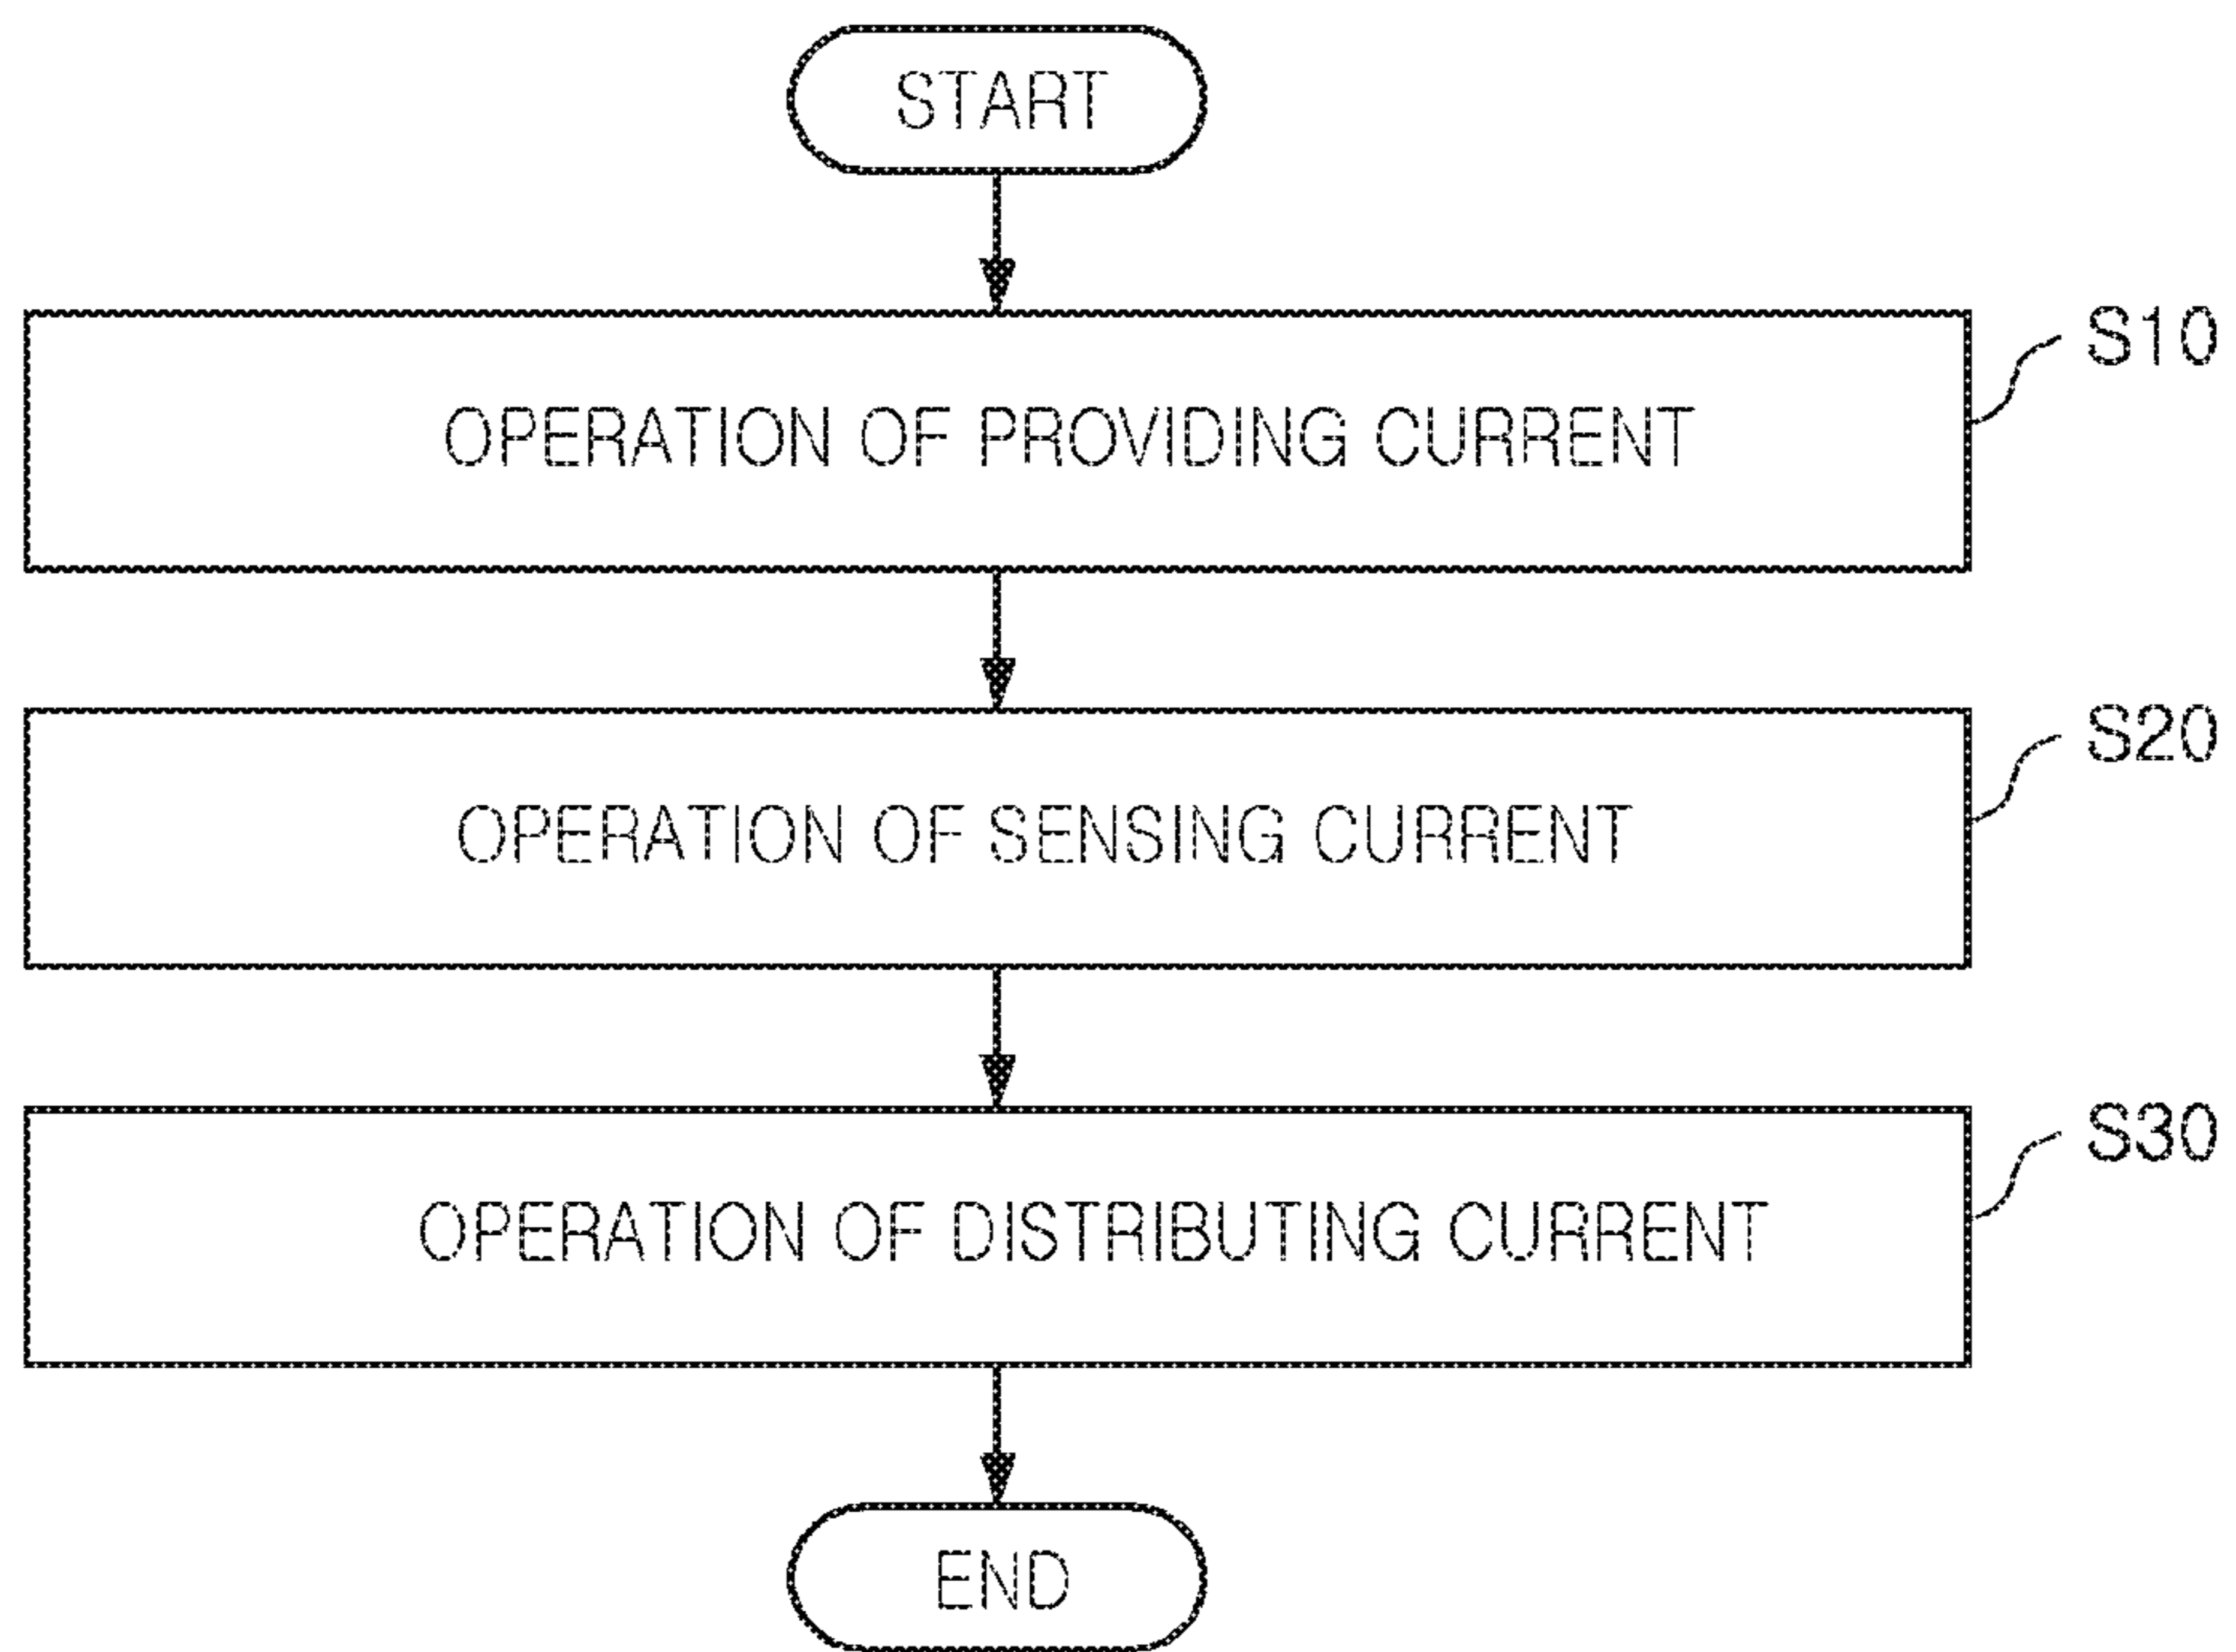 START
S10
OPERATION OF PROVIDING CURRENT
S20
OPERATION OF SENSING CURRENT
S30
OPERATION OF DISTRIBUTING CURRENT
END